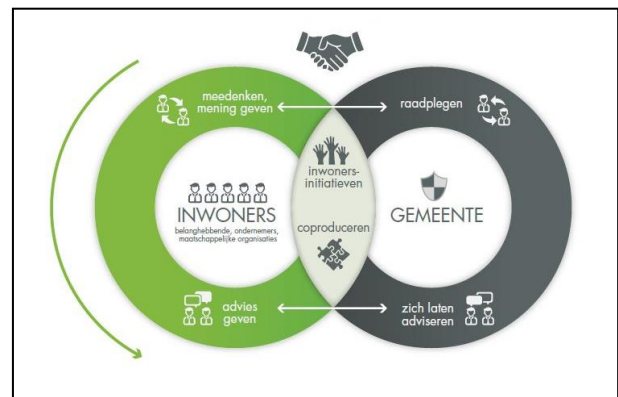 meedenken,
mening geven
raadplegen
inwoners-
initiatieven
INWONERS
belanghebbende, ondernemers,
maatschappelijke organisaties
GEMEENTE
coproduceren
advies
geven
zich laten
adviseren